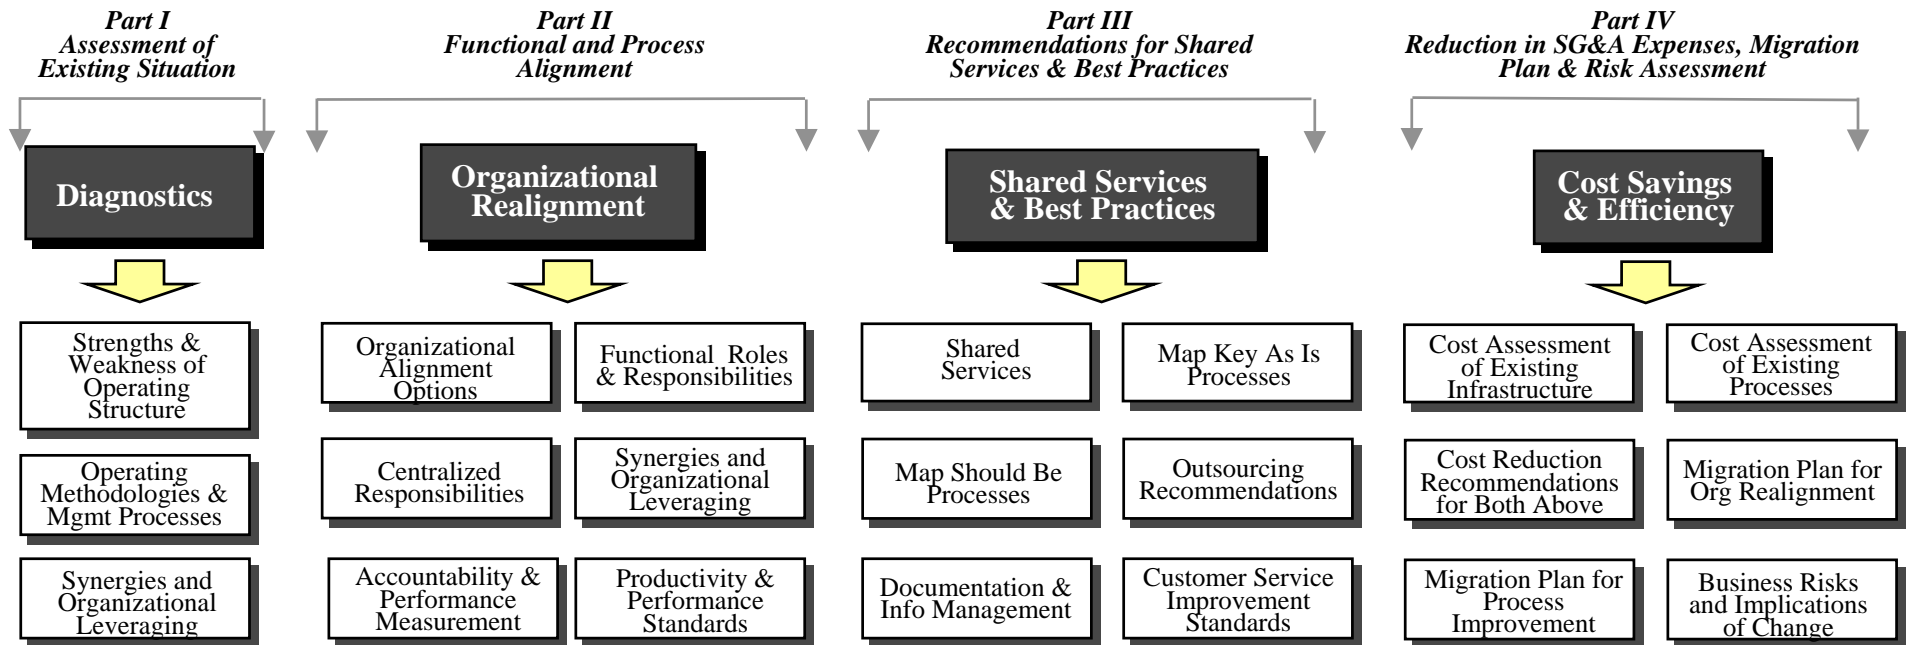 Part I
Assessment of
Existing Situation
Part II
Functional and Process
Alignment
Part III
Recommendations for Shared
Services & Best Practices
Part IV
Reduction in SG&A Expenses, Migration
Plan & Risk Assessment
Diagnostics
Organizational
Realignment
Shared Services
& Best Practices
Cost Savings
& Efficiency
Strengths &
Weakness of
Operating
Structure
Operating
Methodologies &
Mgmt Processes
Synergies and
Organizational
Leveraging
Organizational
Alignment
Options
Functional Roles
& Responsibilities
Centralized
Responsibilities
Synergies and
Organizational
Leveraging
Accountability &
Performance
Measurement
Productivity &
Performance
Standards
Shared
Services
Map Key As Is
Processes
Map Should Be
Processes
Outsourcing
Recommendations
Documentation &
Info Management
Customer Service
Improvement
Standards
Cost Assessment
of Existing
Infrastructure
Cost Assessment
of Existing
Processes
Cost Reduction
Recommendations
for Both Above
Migration Plan for
Org Realignment
Migration Plan for
Process
Improvement
Business Risks
and Implications
of Change